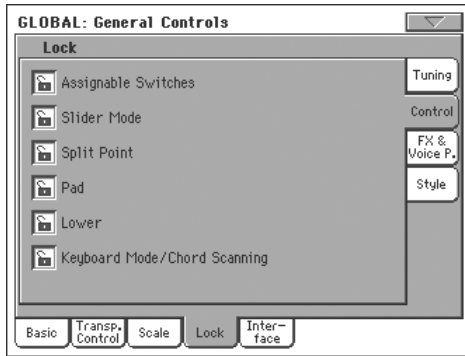 GLOBAL: General Controls
Lock
Assignable Switches
Slider Mode
Split Point
Pad
Lower
Keyboard Mode/Chord Scanning
Tuning
Control
FX &
Voice P.
Style
Basic
Transp.
Control
Scale
Lock
Inter-
face